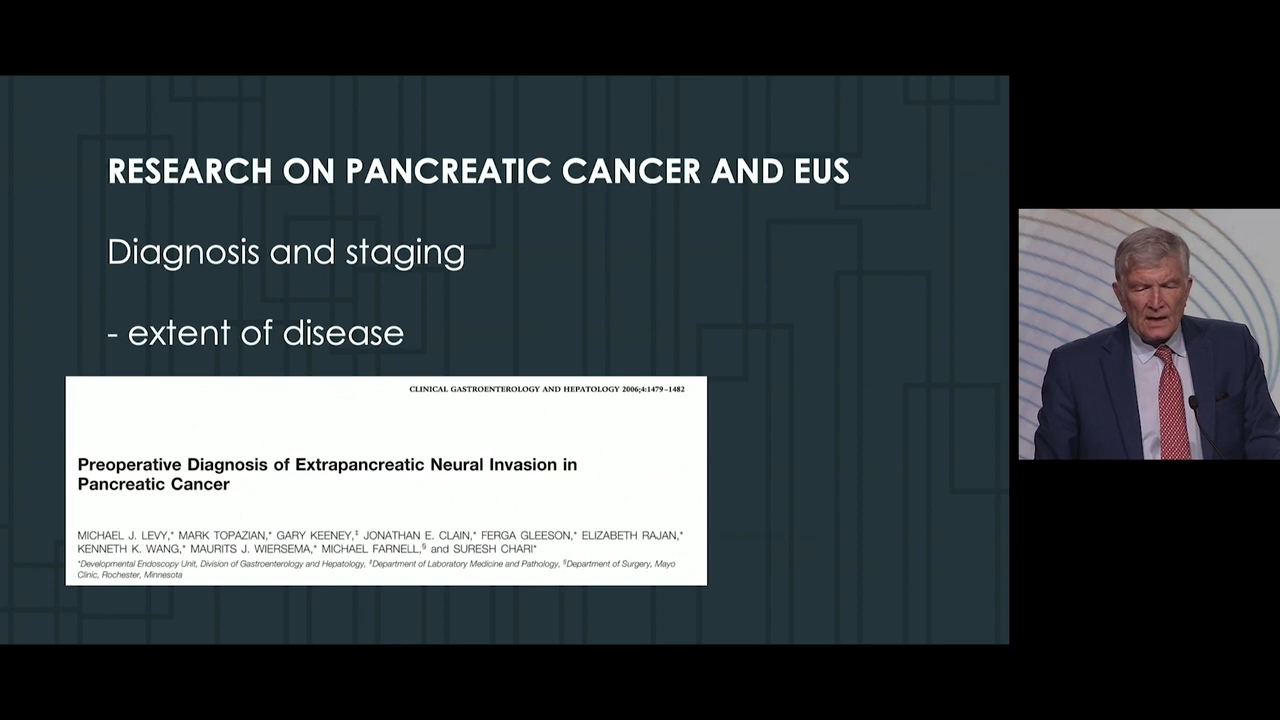 RESEARCH ON PANCREATIC CANCER AND EUS
Diagnosis and staging
- extent of disease
CLINICAL GASTROENTEROLOGY AND HEPATOLOGY 2006;4:1479–1482
Preoperative Diagnosis of Extrapancreatic Neural Invasion in
Pancreatic Cancer
MICHAEL J. LEVY,* MARK TOPAZIAN,* GARY KEENEY,‡ JONATHAN E. CLAIN,* FERGA GLEESON,* ELIZABETH RAJAN,*
KENNETH K. WANG,* MAURITS J. WIERSEMA,* MICHAEL FARNELL,§ and SURESH CHARI*
*Developmental Endoscopy Unit, Division of Gastroenterology and Hepatology, ‡Department of Laboratory Medicine and Pathology, §Department of Surgery, Mayo
Clinic, Rochester, Minnesota